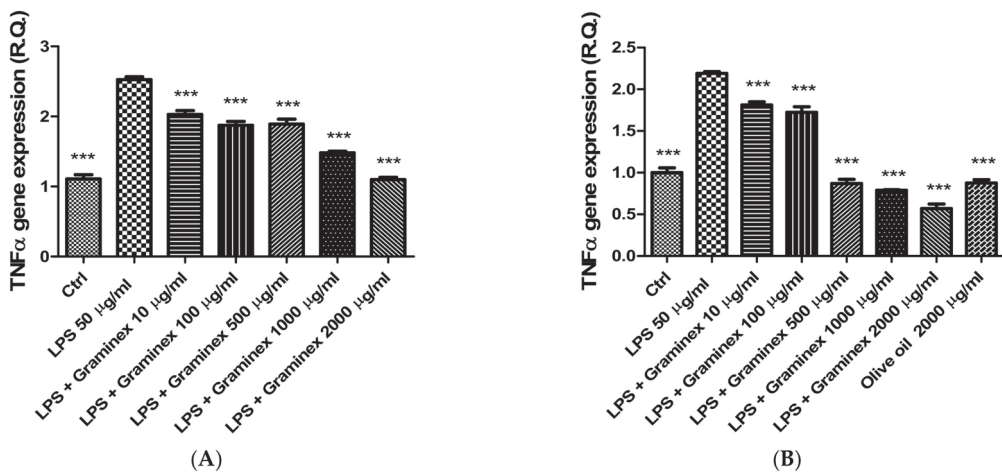 TNFα gene expression (R.Q.)
3
2
1
0
***
***
***
***
***
***
Ctrl
LPS 50 μg/ml
LPS + Graminex 10 μg/ml
LPS + Graminex 100 μg/ml
LPS + Graminex 500 μg/ml
LPS + Graminex 1000 μg/ml
LPS + Graminex 2000 μg/ml
(A)
TNFα gene expression (R.Q.)
2.5
2.0
1.5
1.0
0.5
0.0
***
***
***
***
***
***
***
Ctrl
LPS 50 μg/ml
LPS + Graminex 10 μg/ml
LPS + Graminex 100 μg/ml
LPS + Graminex 500 μg/ml
LPS + Graminex 1000 μg/ml
LPS + Graminex 2000 μg/ml
Olive oil 2000 μg/ml
(B)